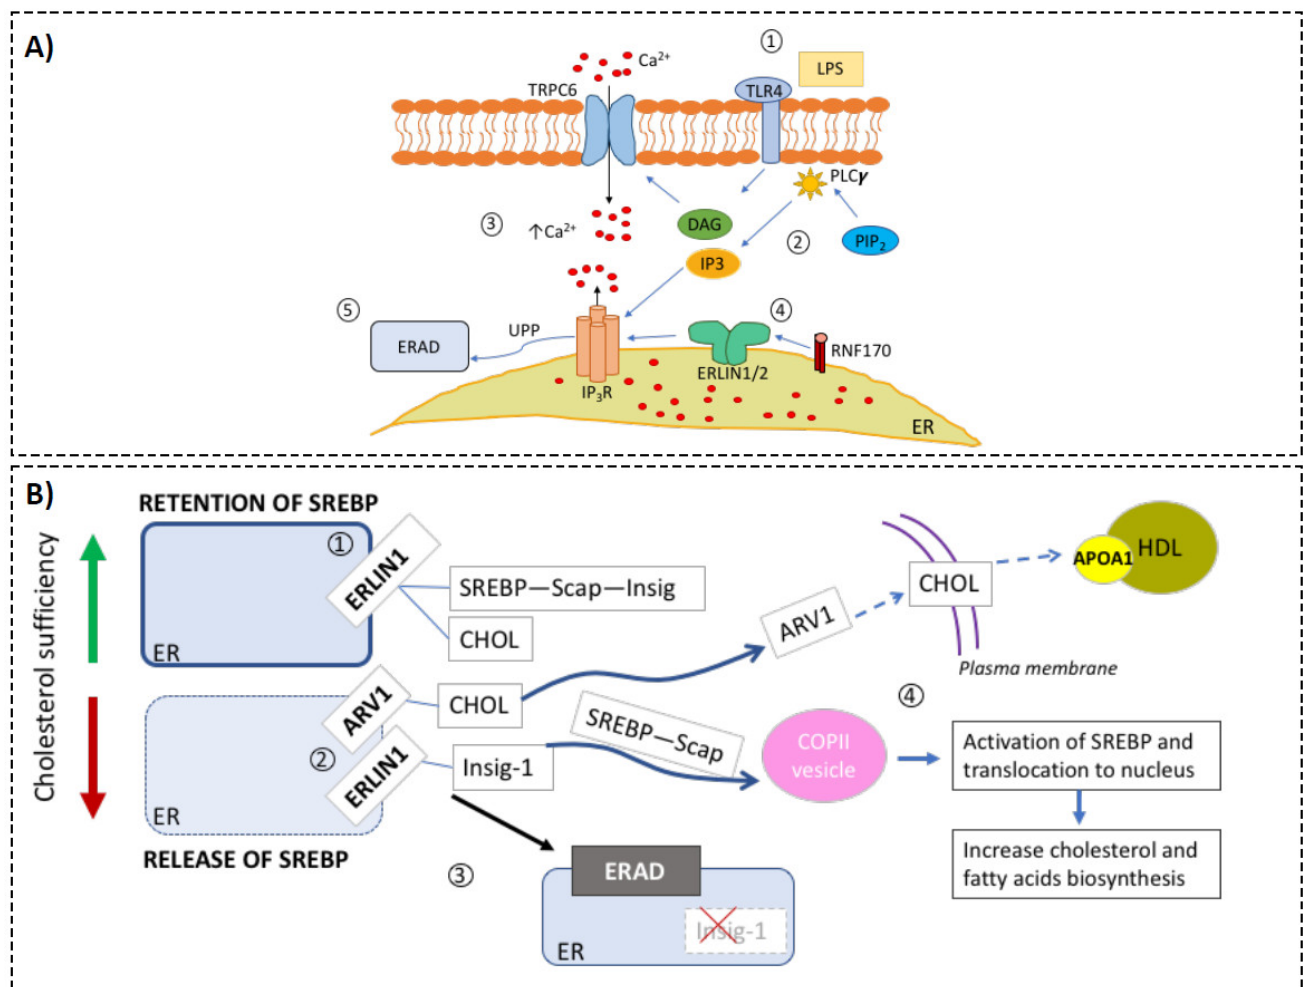 A)
①
Ca²⁺
LPS
TRPC6
TLR4
PLCγ
③
↑Ca²⁺
DAG
②
PIP₂
IP3
⑤
④
UPP
ERAD
RNF170
ERLIN1/2
IP₃R
ER
B)
RETENTION OF SREBP
Cholesterol sufficiency
①
ERLIN1
SREBP—Scap—Insig
CHOL
ER
ARV1
CHOL
APOA1
HDL
Plasma membrane
ARV1
CHOL
②
ERLIN1
Insig-1
SREBP—Scap
COPII
vesicle
④
Activation of SREBP and
translocation to nucleus
ER
RELEASE OF SREBP
Increase cholesterol and
fatty acids biosynthesis
③
ERAD
Insig-1
ER